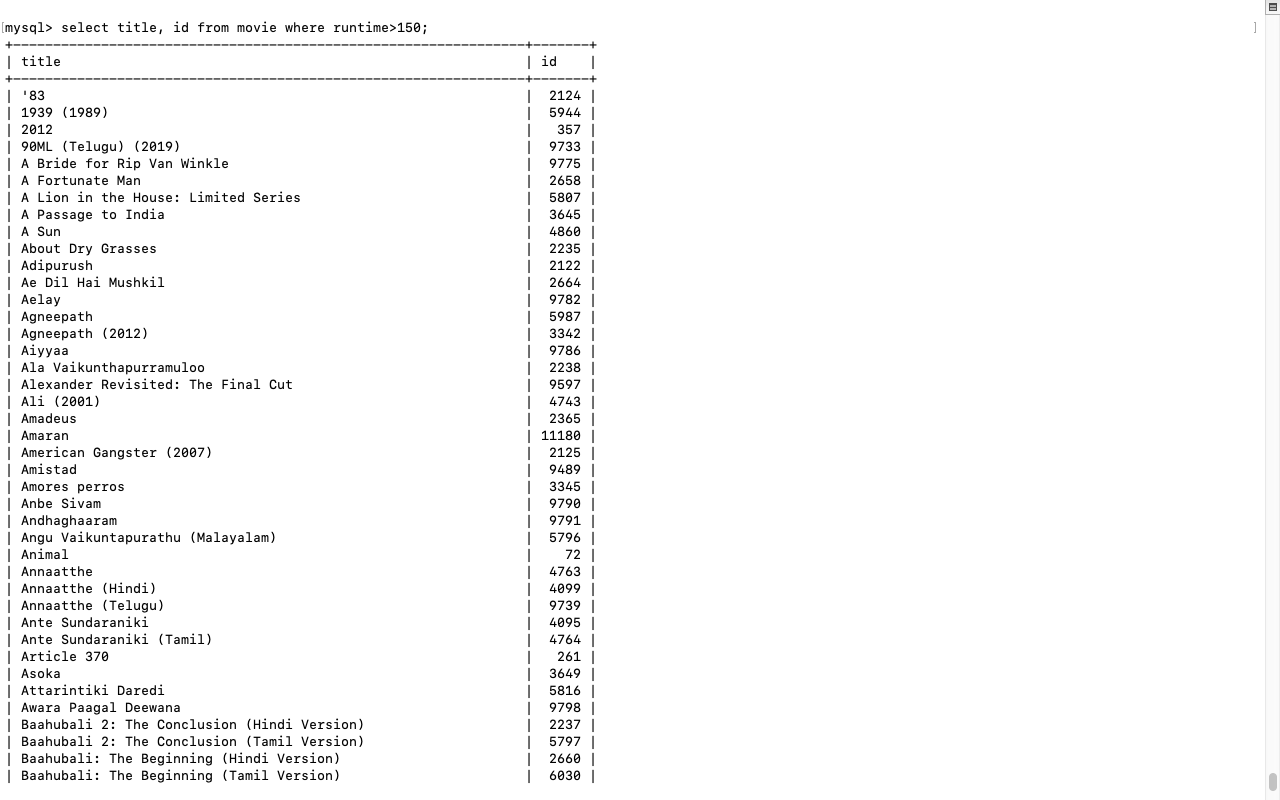 [mysql> select title, id from movie where runtime>150; ]
+----------------------------------------------------------------+-------+
| title                                                          | id    |
+----------------------------------------------------------------+-------+
| '83                                                            |  2124 |
| 1939 (1989)                                                    |  5944 |
| 2012                                                           |   357 |
| 90ML (Telugu) (2019)                                           |  9733 |
| A Bride for Rip Van Winkle                                     |  9775 |
| A Fortunate Man                                                |  2658 |
| A Lion in the House: Limited Series                            |  5807 |
| A Passage to India                                             |  3645 |
| A Sun                                                          |  4860 |
| About Dry Grasses                                              |  2235 |
| Adipurush                                                      |  2122 |
| Ae Dil Hai Mushkil                                             |  2664 |
| Aelay                                                          |  9782 |
| Agneepath                                                      |  5987 |
| Agneepath (2012)                                               |  3342 |
| Aiyyaa                                                         |  9786 |
| Ala Vaikunthapurramuloo                                        |  2238 |
| Alexander Revisited: The Final Cut                             |  9597 |
| Ali (2001)                                                     |  4743 |
| Amadeus                                                        |  2365 |
| Amaran                                                         | 11180 |
| American Gangster (2007)                                       |  2125 |
| Amistad                                                        |  9489 |
| Amores perros                                                  |  3345 |
| Anbe Sivam                                                     |  9790 |
| Andhaghaaram                                                   |  9791 |
| Angu Vaikuntapurathu (Malayalam)                               |  5796 |
| Animal                                                         |    72 |
| Annaatthe                                                      |  4763 |
| Annaatthe (Hindi)                                              |  4099 |
| Annaatthe (Telugu)                                             |  9739 |
| Ante Sundaraniki                                               |  4095 |
| Ante Sundaraniki (Tamil)                                       |  4764 |
| Article 370                                                    |   261 |
| Asoka                                                          |  3649 |
| Attarintiki Daredi                                             |  5816 |
| Awara Paagal Deewana                                           |  9798 |
| Baahubali 2: The Conclusion (Hindi Version)                    |  2237 |
| Baahubali 2: The Conclusion (Tamil Version)                    |  5797 |
| Baahubali: The Beginning (Hindi Version)                       |  2660 |
| Baahubali: The Beginning (Tamil Version)                       |  6030 |